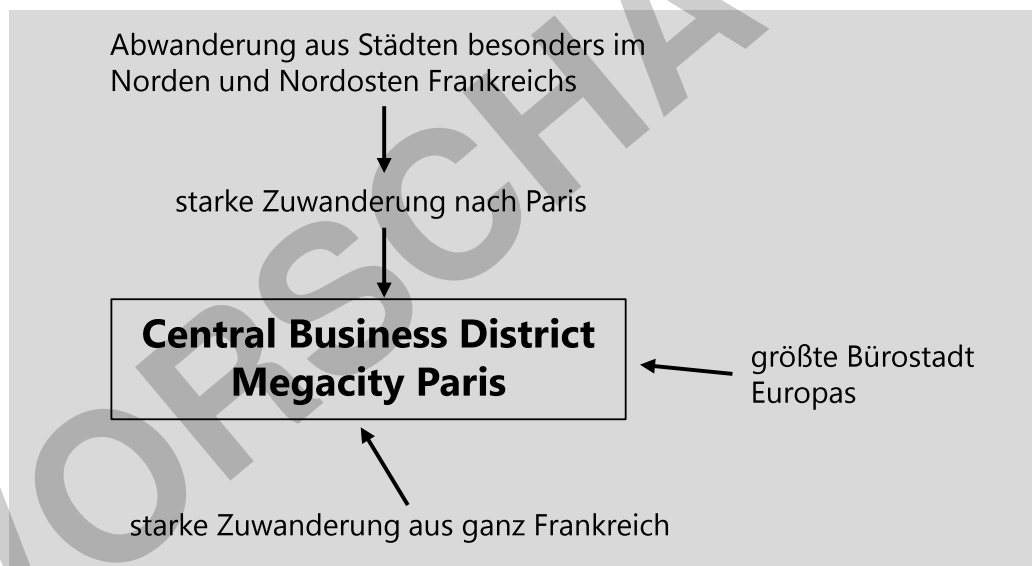 Abwanderung aus Städten besonders im
Norden und Nordosten Frankreichs
starke Zuwanderung nach Paris
Central Business District
Megacity Paris
größte Bürostadt
Europas
starke Zuwanderung aus ganz Frankreich
VORSCHA